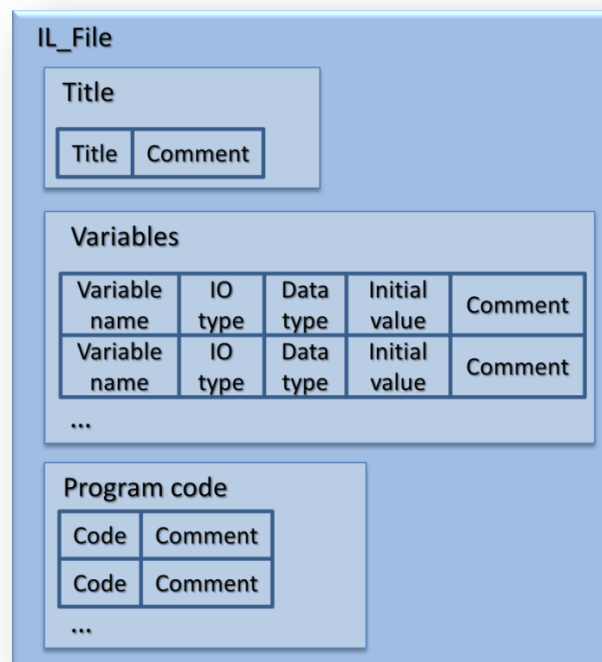 IL_File
Title
Title Comment
Variables
Variable name IO type Data type Initial value Comment
Variable name IO type Data type Initial value Comment
...
Program code
Code Comment
Code Comment
...